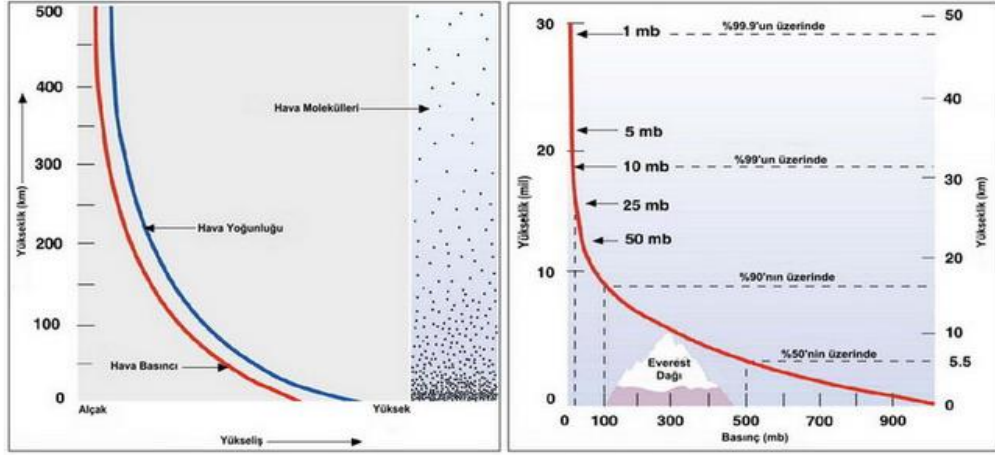 500
400
300
200
100
0
Yükseklik (km)
Hava Molekülleri
Hava Yoğunluğu
Hava Basıncı
Alçak
Yüksek
Yükseliş
30
20
10
0
Yükseklik (mil)
1 mb
5 mb
10 mb
25 mb
50 mb
%99.9'un üzerinde
%99'un üzerinde
%90'nın üzerinde
%50'nin üzerinde
Everest
Dağı
50
40
30
20
10
5.5
0
Yükseklik (km)
0 100 300 500 700 900
Basınç (mb)